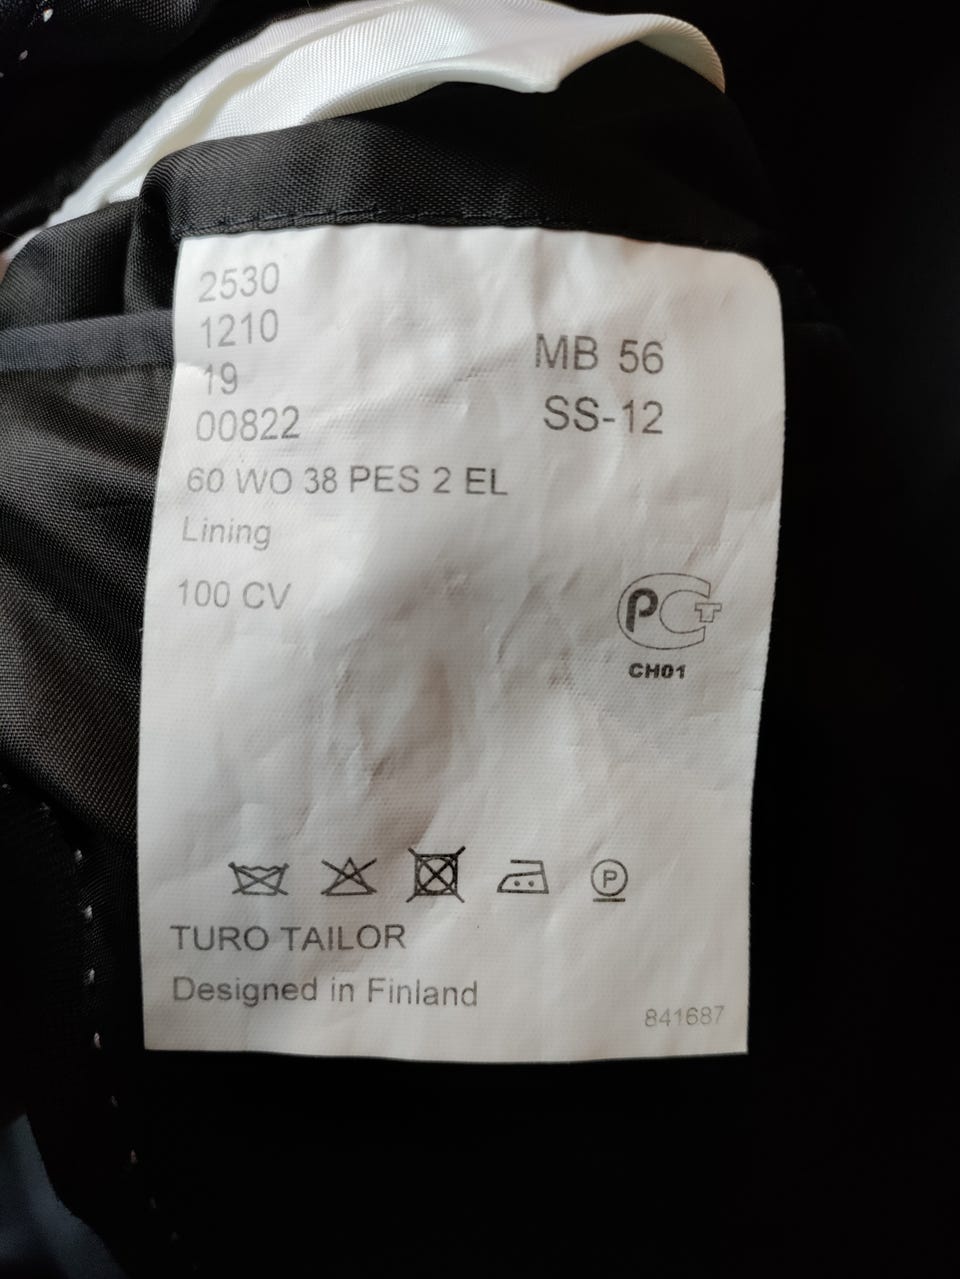 2530
1210
19
00822
MB 56
SS-12
60 WO 38 PES 2 EL
Lining
100 CV
РСТ
CH01
P
TURO TAILOR
Designed in Finland
841687